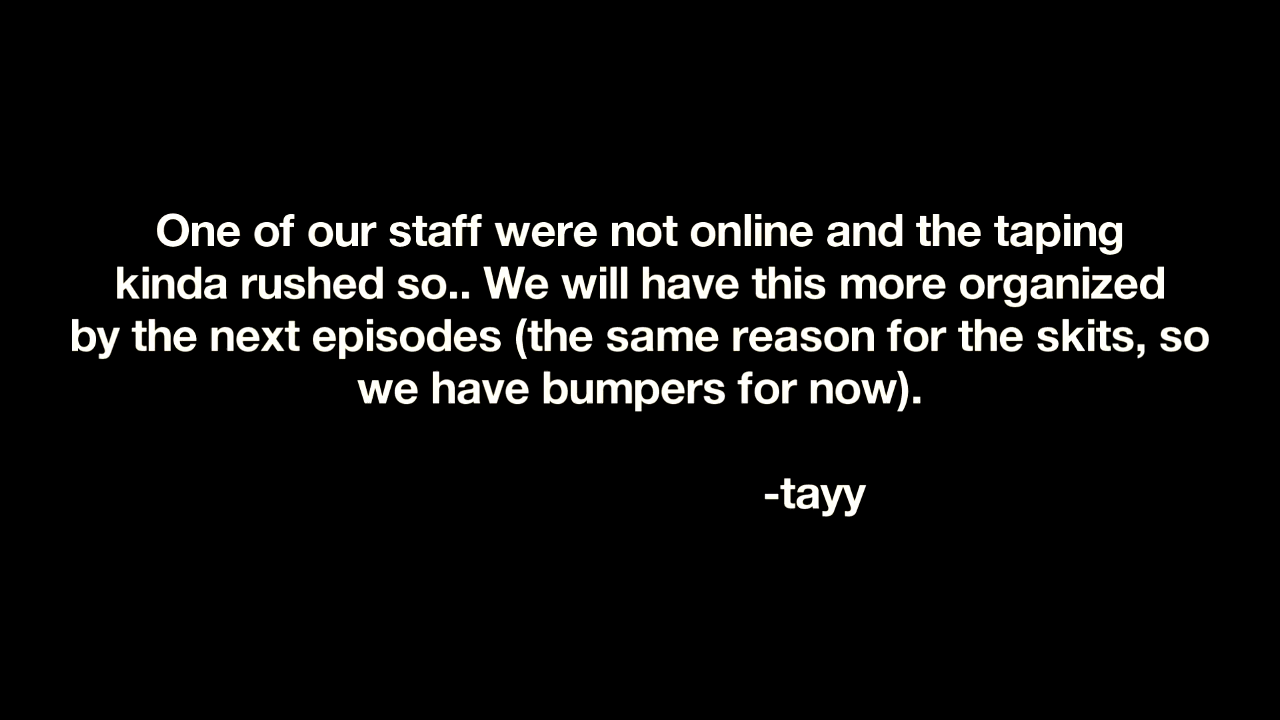 One of our staff were not online and the taping
kinda rushed so.. We will have this more organized
by the next episodes (the same reason for the skits, so
we have bumpers for now).
-tayy